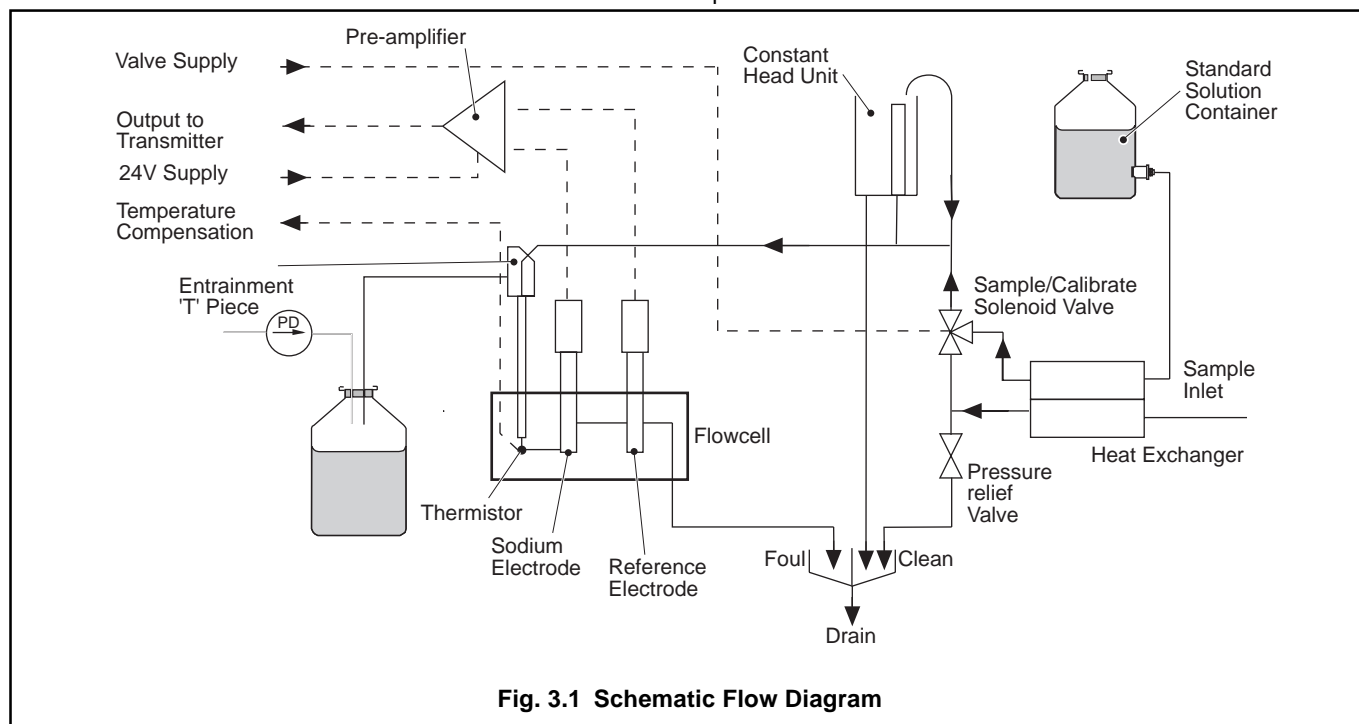 Pre-amplifier
Valve Supply
Output to
Transmitter
24V Supply
Temperature
Compensation
Entrainment
'T' Piece
PD
Constant
Head Unit
Standard
Solution
Container
Sample/Calibrate
Solenoid Valve
Sample
Inlet
Heat Exchanger
Pressure
relief
Valve
Flowcell
Thermistor
Sodium
Electrode
Reference
Electrode
Foul
Clean
Drain
Fig. 3.1 Schematic Flow Diagram